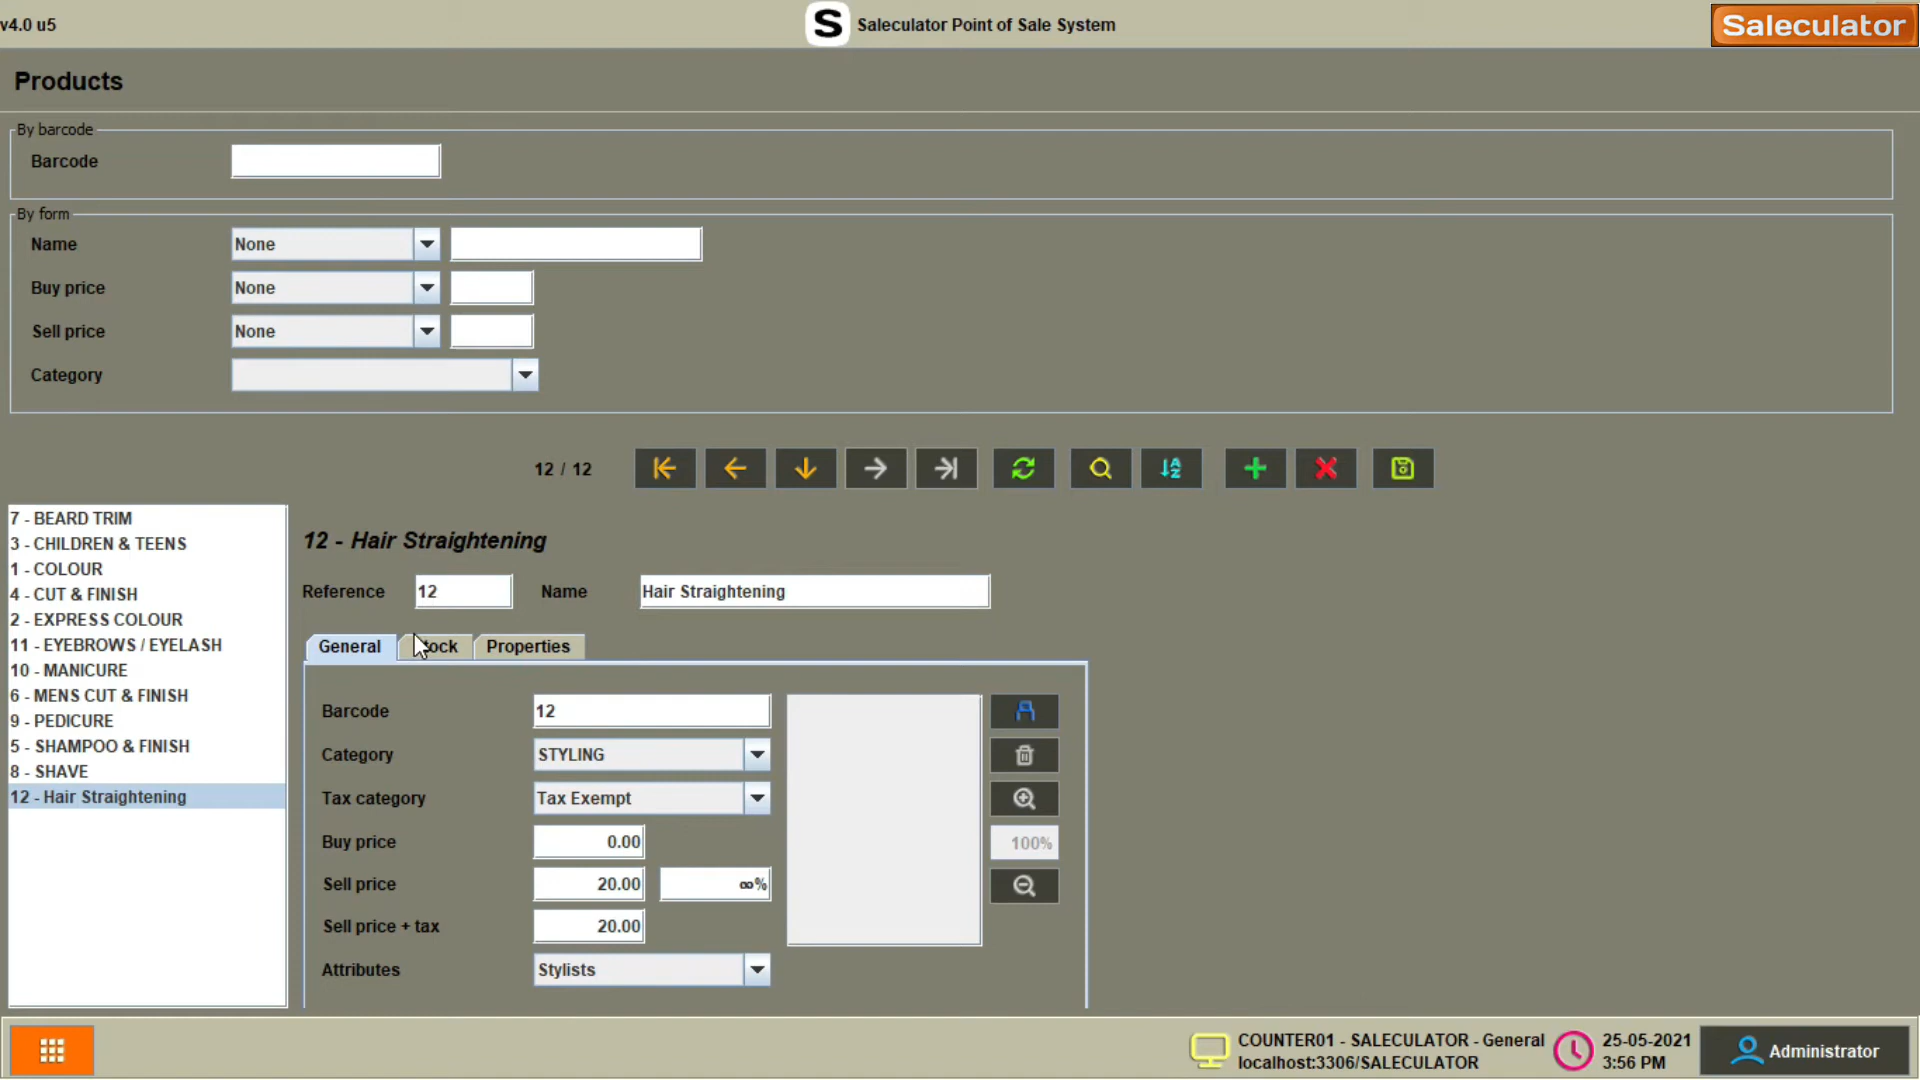 v4.0 u5
S Saleculator Point of Sale System
Saleculator
Products
By barcode
Barcode
By form
Name None
Buy price None
Sell price None
Category
12 / 12
7 - BEARD TRIM
3 - CHILDREN & TEENS
1 - COLOUR
4 - CUT & FINISH
2 - EXPRESS COLOUR
11 - EYEBROWS / EYELASH
10 - MANICURE
6 - MENS CUT & FINISH
9 - PEDICURE
5 - SHAMPOO & FINISH
8 - SHAVE
12 - Hair Straightening
12 - Hair Straightening
Reference 12 Name Hair Straightening
General Stock Properties
Barcode 12
Category STYLING
Tax category Tax Exempt
Buy price 0.00
Sell price 20.00 ∞%
Sell price + tax 20.00
Attributes Stylists
100%
COUNTER01 - SALECULATOR - General
localhost:3306/SALECULATOR
25-05-2021
3:56 PM
Administrator